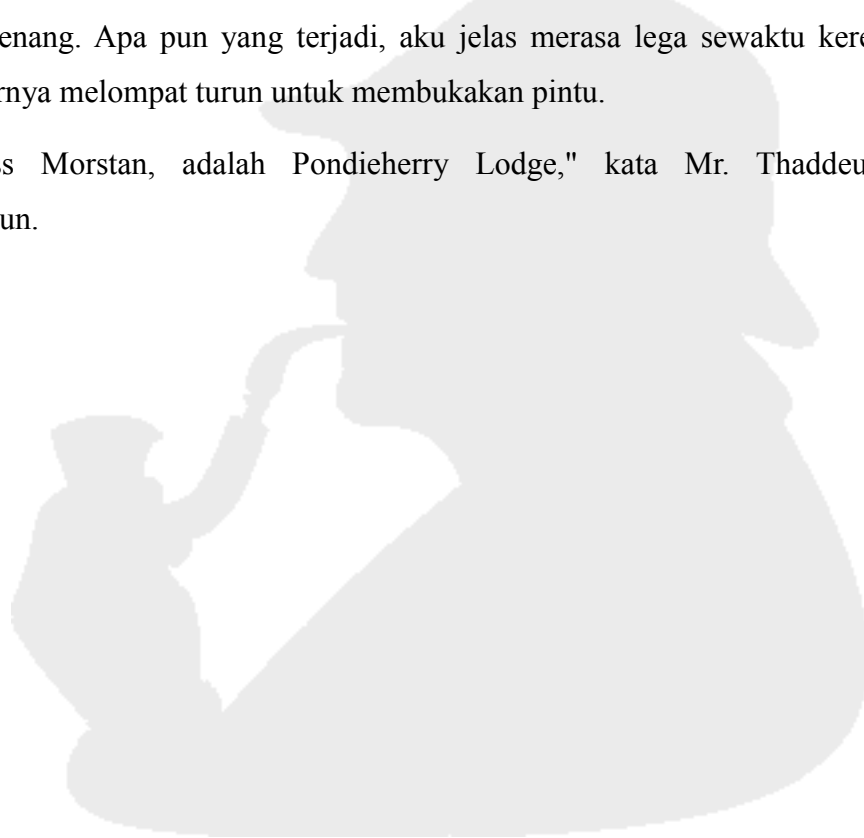 enang. Apa pun yang terjadi, aku jelas merasa lega sewaktu kere
rnya melompat turun untuk membukakan pintu.
ss Morstan, adalah Pondieherry Lodge," kata Mr. Thaddeu
un.